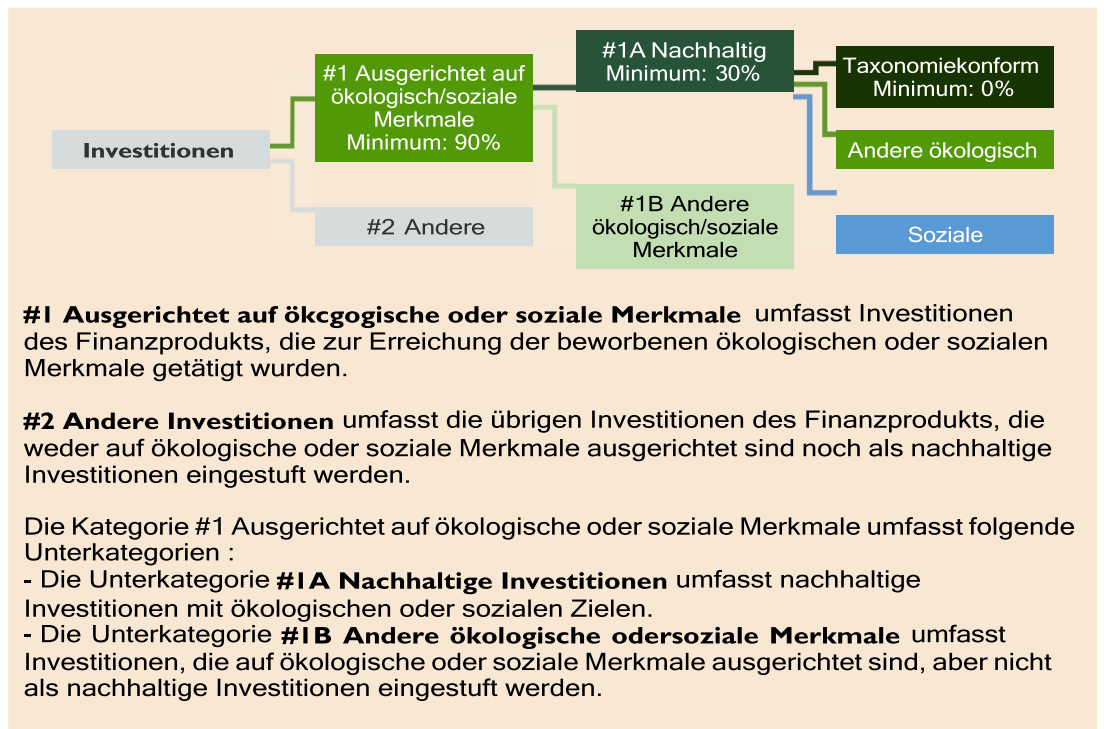 #1A Nachhaltig
Minimum: 30%
#1 Ausgerichtet auf
ökologisch/soziale
Merkmale
Minimum: 90%
Taxonomiekonform
Minimum: 0%
Investitionen
Andere ökologisch
#2 Andere
#1B Andere
ökologisch/soziale
Merkmale
Soziale
#1 Ausgerichtet auf ökcgogische oder soziale Merkmale umfasst Investitionen
des Finanzprodukts, die zur Erreichung der beworbenen ökologischen oder sozialen
Merkmale getätigt wurden.
#2 Andere Investitionen umfasst die übrigen Investitionen des Finanzprodukts, die
weder auf ökologische oder soziale Merkmale ausgerichtet sind noch als nachhaltige
Investitionen eingestuft werden.
Die Kategorie #1 Ausgerichtet auf ökologische oder soziale Merkmale umfasst folgende
Unterkategorien :
- Die Unterkategorie #1A Nachhaltige Investitionen umfasst nachhaltige
Investitionen mit ökologischen oder sozialen Zielen.
- Die Unterkategorie #1B Andere ökologische odersoziale Merkmale umfasst
Investitionen, die auf ökologische oder soziale Merkmale ausgerichtet sind, aber nicht
als nachhaltige Investitionen eingestuft werden.